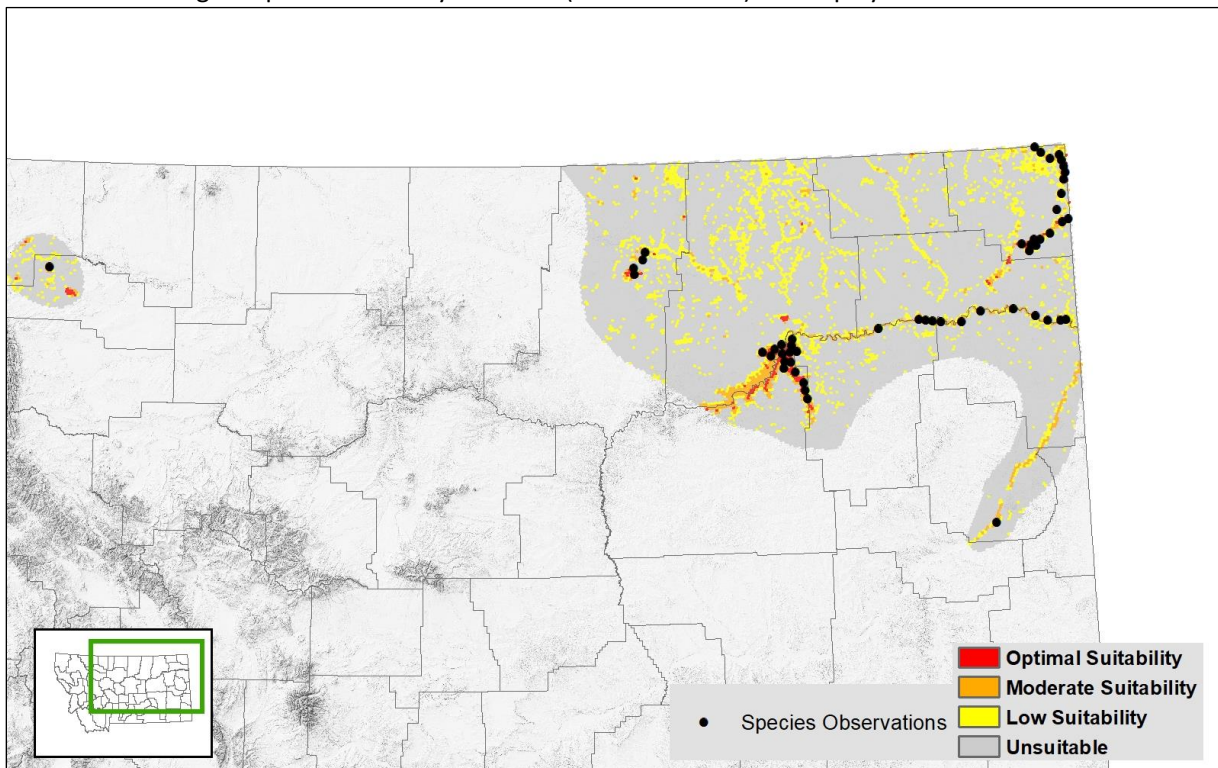 Optimal Suitability
Moderate Suitability
Species Observations
Low Suitability
Unsuitable